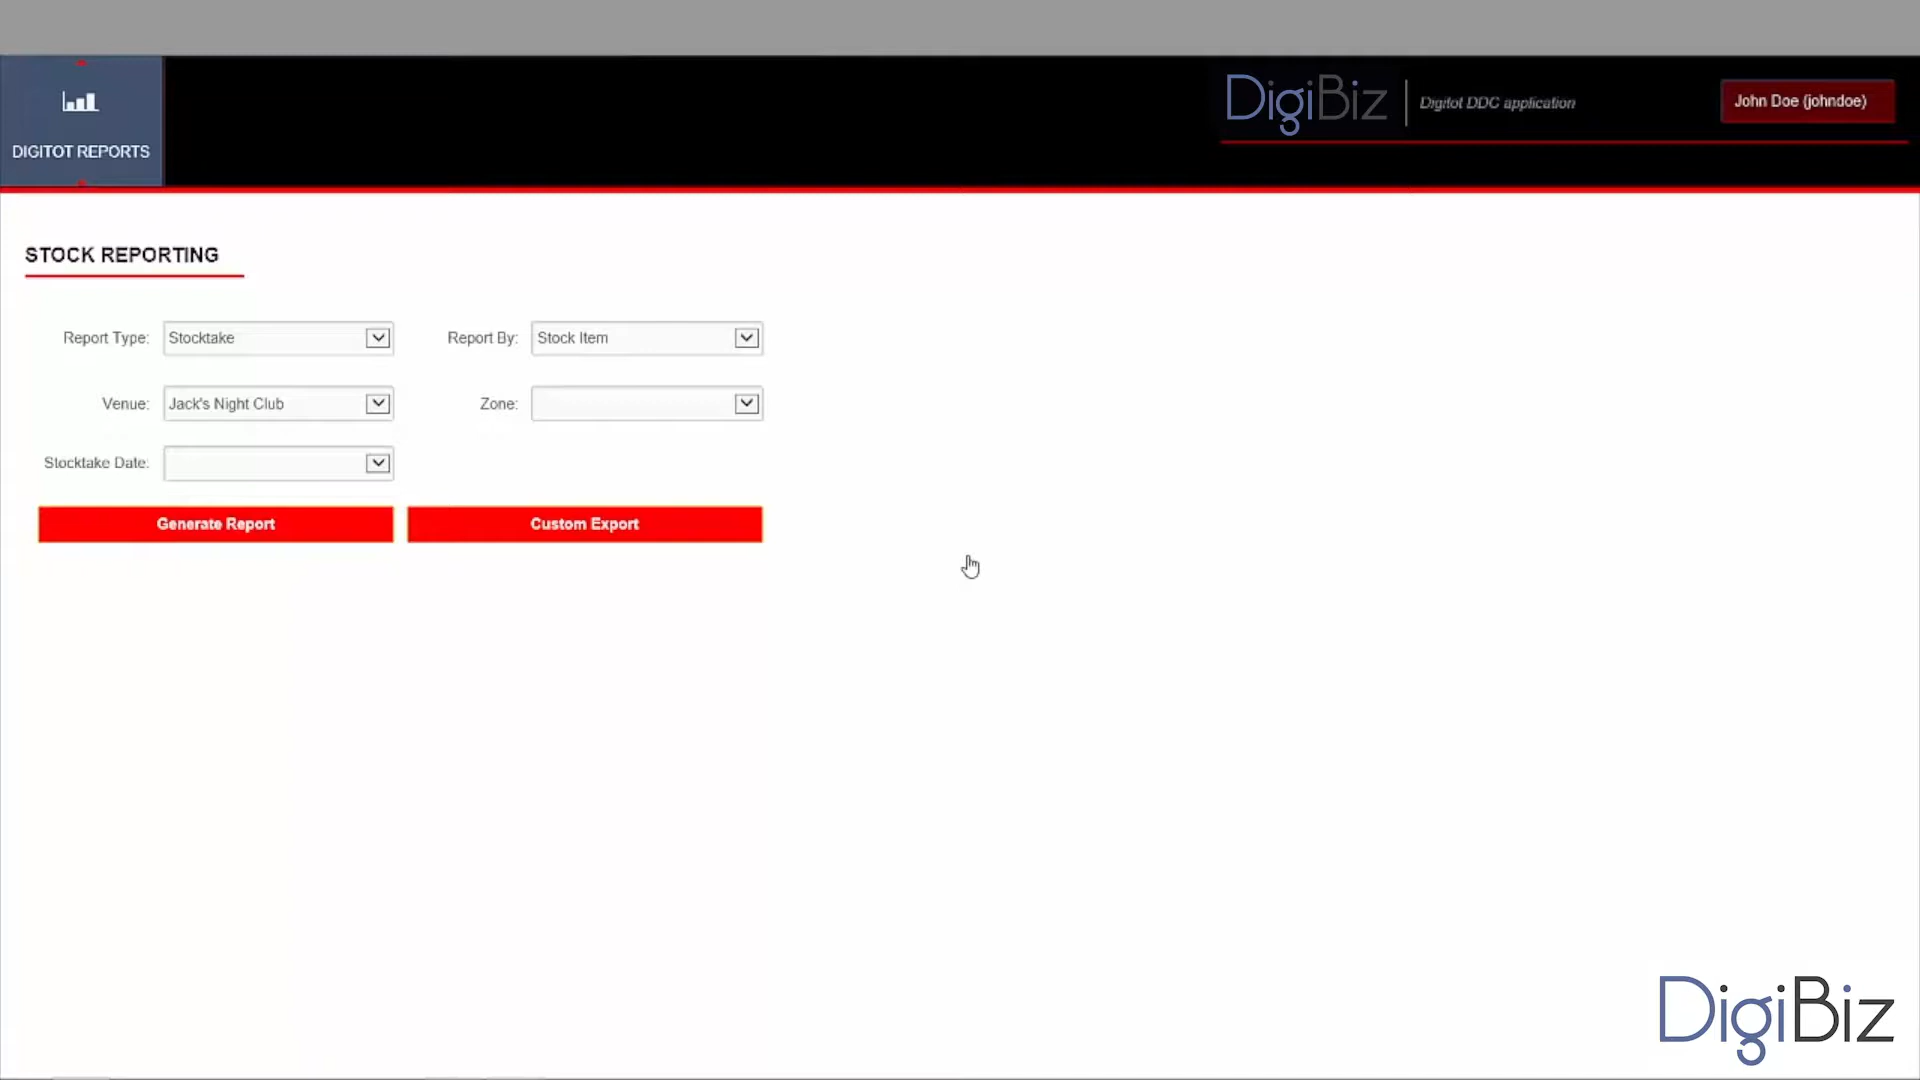 DigiBiz
Digitot DDC application
John Doe (johndoe)
DIGITOT REPORTS
STOCK REPORTING
Report Type: Stocktake
Report By: Stock Item
Venue: Jack's Night Club
Zone:
Stocktake Date:
Generate Report
Custom Export
DigiBiz